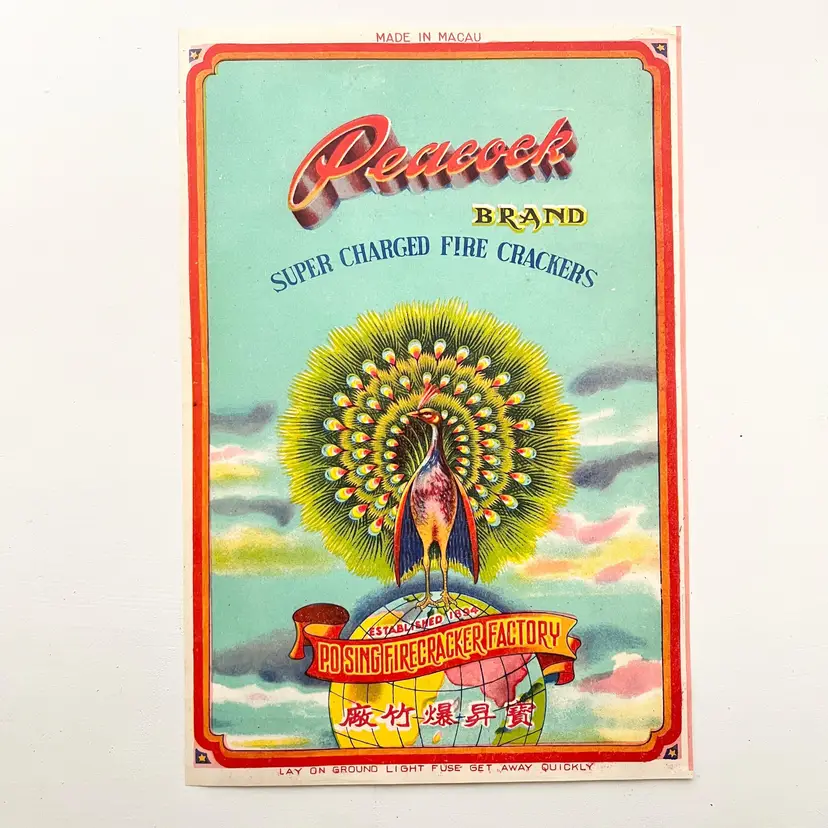 MADE IN MACAU
Peacock
BRAND
SUPER CHARGED FIRE CRACKERS
ESTABLISHED 1894
PO SING FIRECRACKER FACTORY
廠竹爆昇寶
LAY ON GROUND LIGHT FUSE GET AWAY QUICKLY